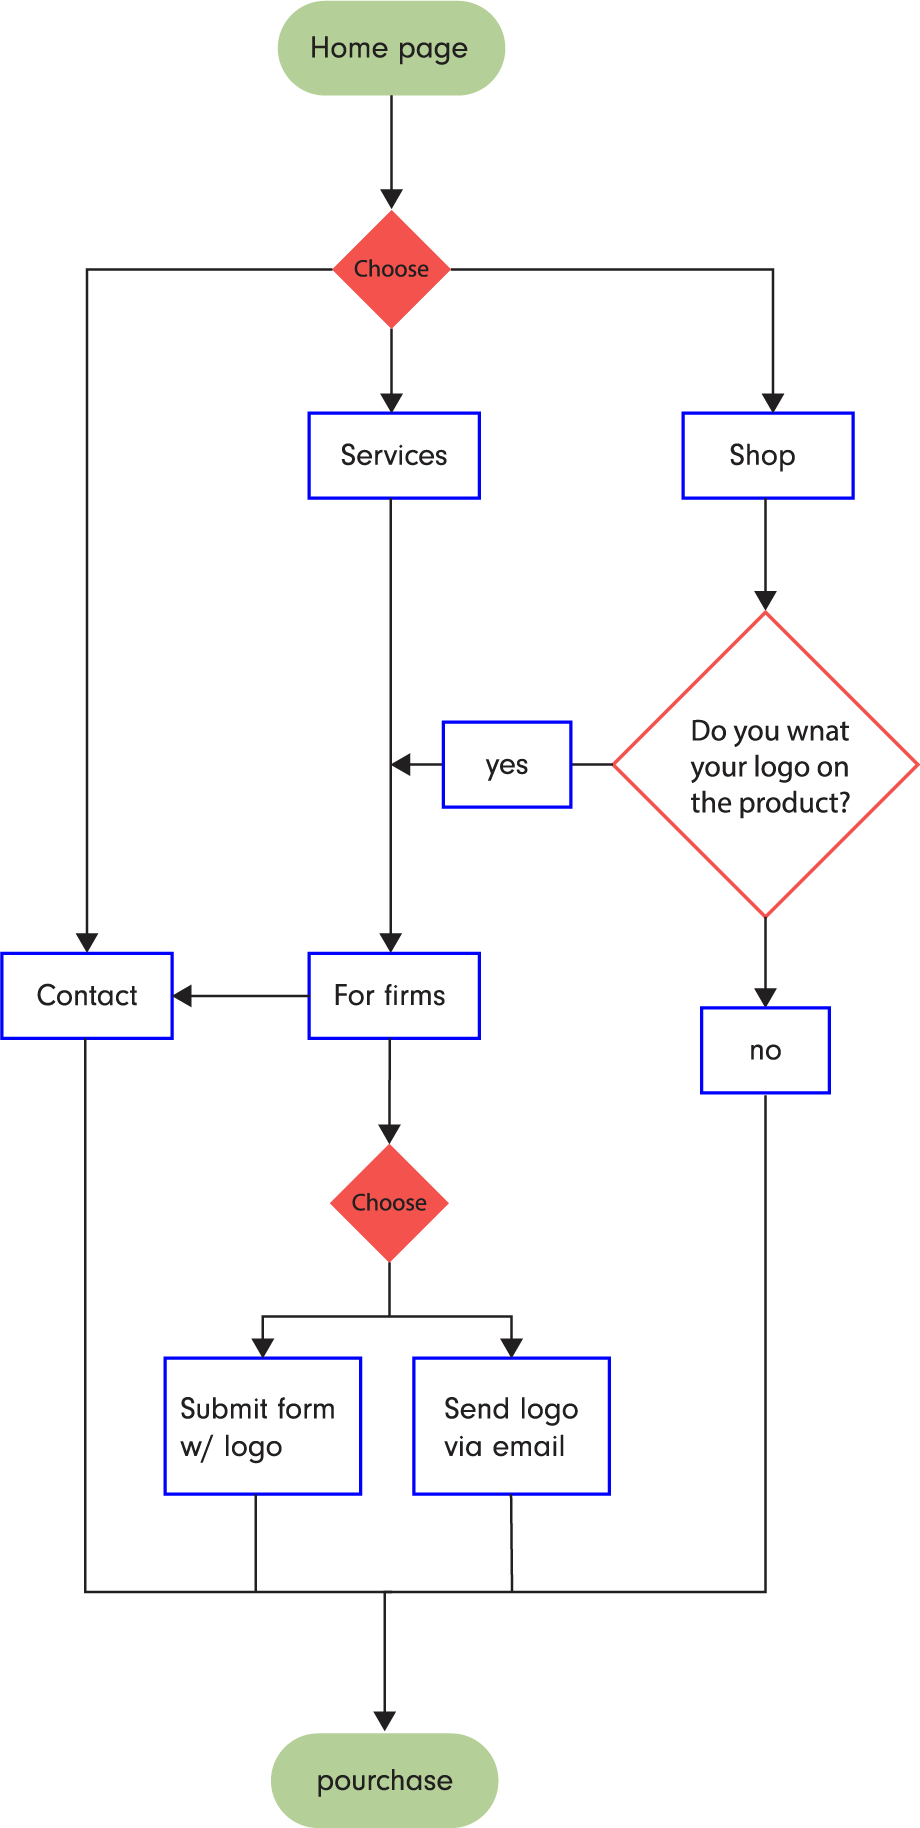 Home page
Choose
Services
Shop
Do you wnat
your logo on
the product?
yes
Contact
For firms
no
Choose
Submit form
w/ logo
Send logo
via email
pourchase